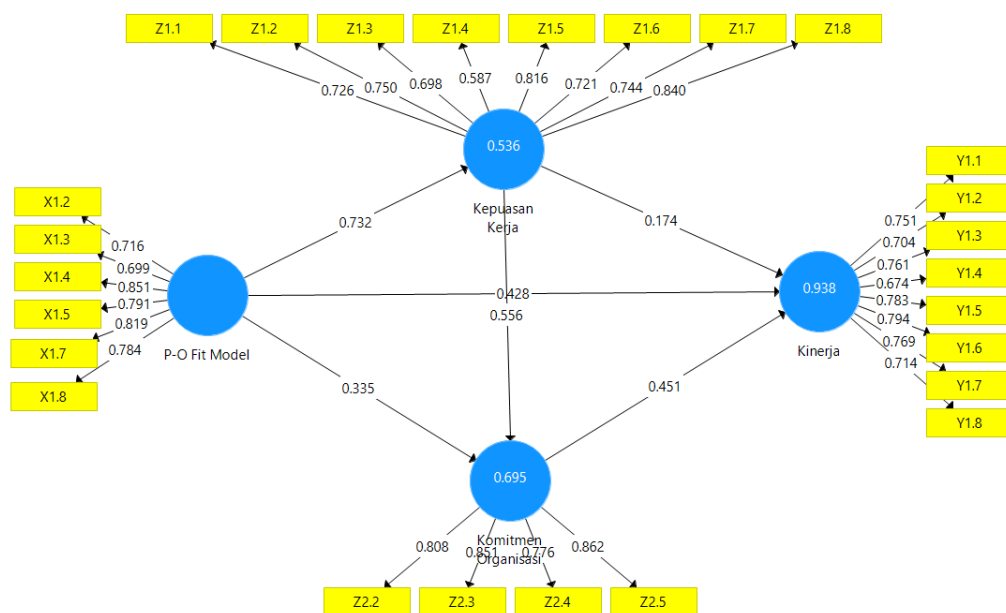 Z1.1 Z1.2 Z1.3 Z1.4 Z1.5 Z1.6 Z1.7 Z1.8
0.726 0.750 0.698 0.587 0.816 0.721 0.744 0.840
0.536
Kepuasan
Kerja
X1.2
X1.3
X1.4
X1.5
X1.7
X1.8
0.716
0.699
0.851
0.791
0.819
0.784
P-O Fit Model
0.732
0.174
0.428
0.556
0.335
0.451
0.938
Kinerja
0.751
0.704
0.761
0.674
0.783
0.794
0.769
0.714
Y1.1
Y1.2
Y1.3
Y1.4
Y1.5
Y1.6
Y1.7
Y1.8
0.695
Komitmen
Organisasi
0.808 0.851 0.776 0.862
Z2.2 Z2.3 Z2.4 Z2.5